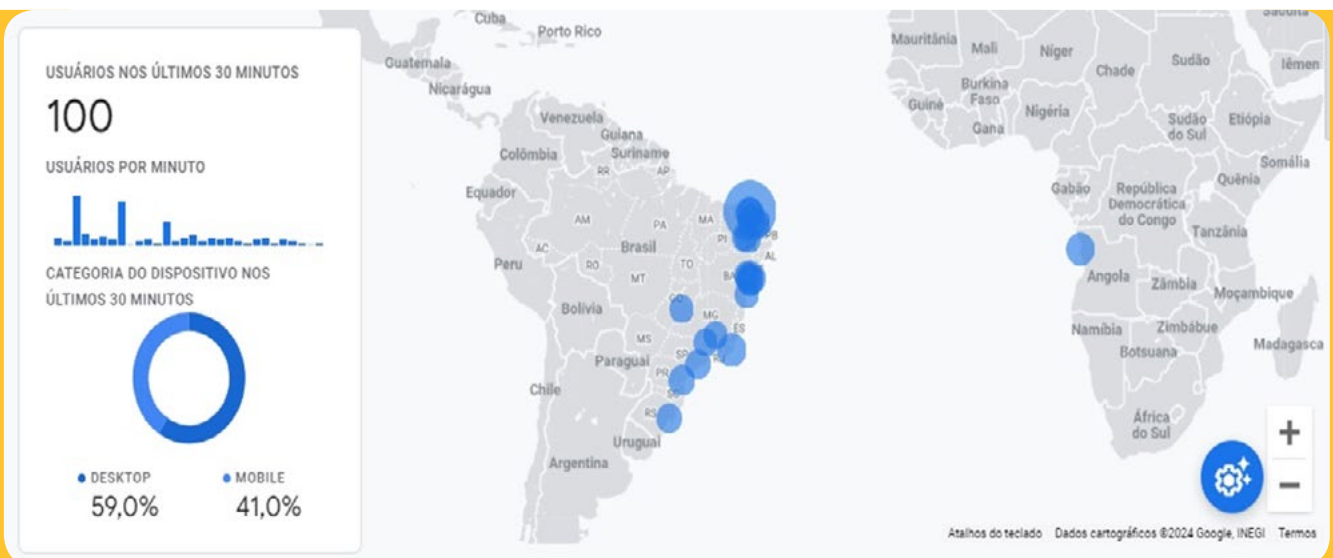 USUÁRIOS NOS ÚLTIMOS 30 MINUTOS
100
USUÁRIOS POR MINUTO
CATEGORIA DO DISPOSITIVO NOS
ÚLTIMOS 30 MINUTOS
DESKTOP
59,0%
MOBILE
41,0%
Cuba
Porto Rico
Guatemala
Nicarágua
Venezuela
Guiana
Colômbia
Suriname
RR
AP
Equador
AM
PA
MA
PI
PB
Brasil
AC
AL
Peru
RO
TO
BA
MT
Bolívia
GO
MG
ES
MS
SP
RJ
Paraguai
PR
SC
Chile
RS
Uruguai
Argentina
Mauritânia
Mali
Níger
Chade
Sudão
Iêmen
Burkina
Faso
Guiné
Nigéria
Gana
Sudão
do Sul
Etiópia
Somália
Gabão
República
Democrática
do Congo
Quênia
Tanzânia
Angola
Zâmbia
Moçambique
Namíbia
Zimbábue
Botsuana
Madagasca
África
do Sul
+
−
Atalhos do teclado Dados cartográficos ©2024 Google, INEGI Termos